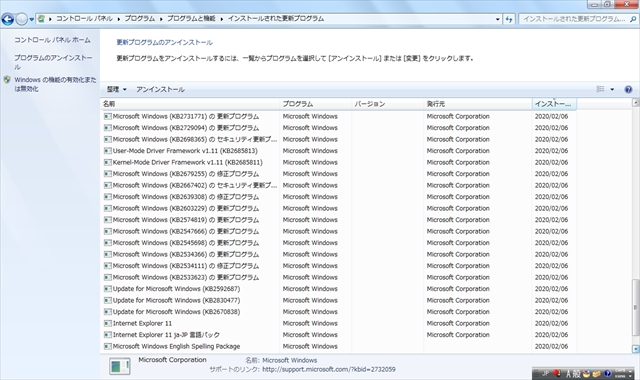 コントロール パネル ▸ プログラム ▸ プログラムと機能 ▸ インストールされた更新プログラム
インストールされた更新プログラム...
コントロール パネル ホーム
プログラムのアンインストール
Windows の機能の有効化または無効化
更新プログラムのアンインストール
更新プログラムをアンインストールするには、一覧からプログラムを選択して [アンインストール] または [変更] をクリックします。
整理 アンインストール
名前 プログラム バージョン 発行元 インストー...
Microsoft Windows (KB2731771) の 更新プログラム Microsoft Windows Microsoft Corporation 2020/02/06
Microsoft Windows (KB2729094) の 更新プログラム Microsoft Windows Microsoft Corporation 2020/02/06
Microsoft Windows (KB2698365) の セキュリティ更新プ... Microsoft Windows Microsoft Corporation 2020/02/06
User-Mode Driver Framework v1.11 (KB2685813) Microsoft Windows Microsoft Corporation 2020/02/06
Kernel-Mode Driver Framework v1.11 (KB2685811) Microsoft Windows Microsoft Corporation 2020/02/06
Microsoft Windows (KB2679255) の 修正プログラム Microsoft Windows Microsoft Corporation 2020/02/06
Microsoft Windows (KB2667402) の セキュリティ更新プ... Microsoft Windows Microsoft Corporation 2020/02/06
Microsoft Windows (KB2639308) の 修正プログラム Microsoft Windows Microsoft Corporation 2020/02/06
Microsoft Windows (KB2603229) の 更新プログラム Microsoft Windows Microsoft Corporation 2020/02/06
Microsoft Windows (KB2574819) の 更新プログラム Microsoft Windows Microsoft Corporation 2020/02/06
Microsoft Windows (KB2547666) の 更新プログラム Microsoft Windows Microsoft Corporation 2020/02/06
Microsoft Windows (KB2545698) の 更新プログラム Microsoft Windows Microsoft Corporation 2020/02/06
Microsoft Windows (KB2534366) の 修正プログラム Microsoft Windows Microsoft Corporation 2020/02/06
Microsoft Windows (KB2534111) の 修正プログラム Microsoft Windows Microsoft Corporation 2020/02/06
Microsoft Windows (KB2533623) の 更新プログラム Microsoft Windows Microsoft Corporation 2020/02/06
Update for Microsoft Windows (KB2592687) Microsoft Windows Microsoft Corporation 2020/02/06
Update for Microsoft Windows (KB2830477) Microsoft Windows Microsoft Corporation 2020/02/06
Update for Microsoft Windows (KB2670838) Microsoft Windows Microsoft Corporation 2020/02/06
Internet Explorer 11 Microsoft Windows Microsoft Corporation 2020/02/06
Internet Explorer 11 ja-JP 言語パック Microsoft Windows Microsoft Corporation 2020/02/06
Microsoft Windows English Spelling Package Microsoft Windows Microsoft Corporation 2020/02/06
Microsoft Corporation 名前: Microsoft Windows
サポートのリンク: http://support.microsoft.com/?kbid=2732059
JP A 般